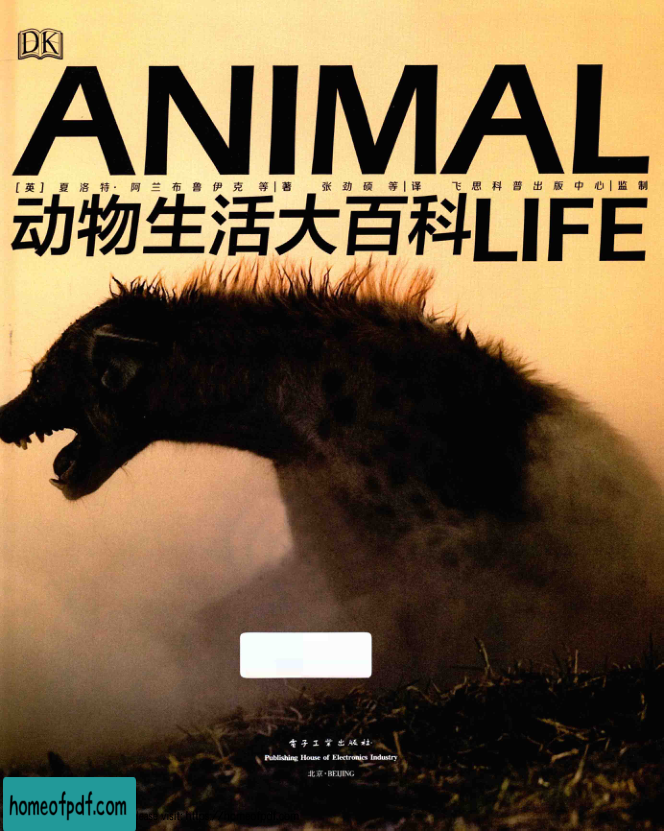 DK
ANIMAL
[英] 夏洛特·阿兰布鲁伊克 等|著 张劲硕 等|译 飞思科普出版中心|监制
动物生活大百科LIFE
電子工業出版社·
Publishing House of Electronics Industry
北京·BEIJING
homeofpdf.com